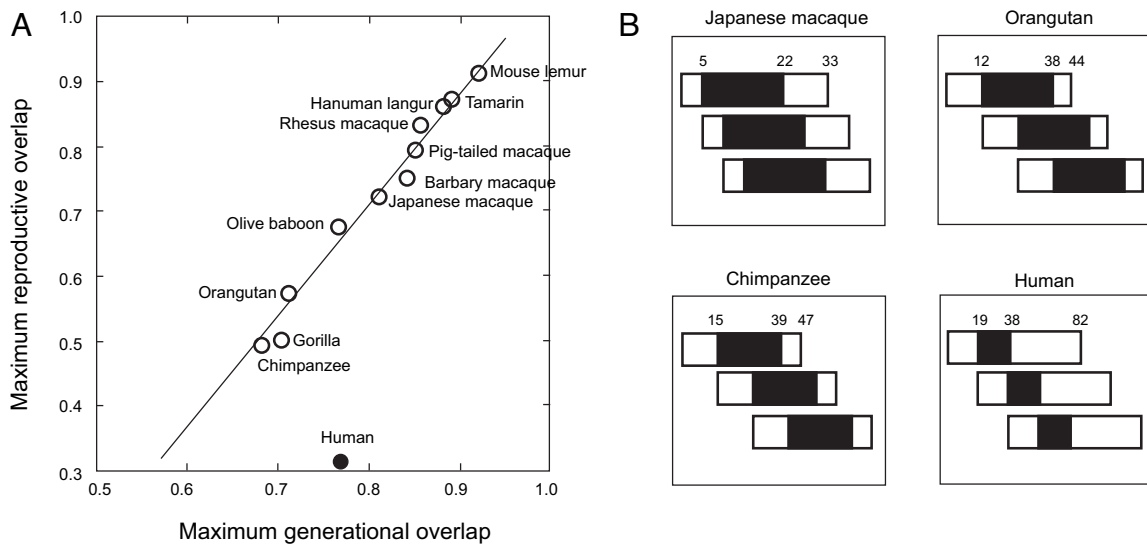 A
Maximum reproductive overlap
1.0
0.9
0.8
0.7
0.6
0.5
0.4
0.3
Mouse lemur
Hanuman langur
Tamarin
Rhesus macaque
Pig-tailed macaque
Barbary macaque
Japanese macaque
Olive baboon
Orangutan
Gorilla
Chimpanzee
Human
0.5 0.6 0.7 0.8 0.9 1.0
Maximum generational overlap
B
Japanese macaque
5 22 33
Orangutan
12 38 44
Chimpanzee
15 39 47
Human
19 38 82